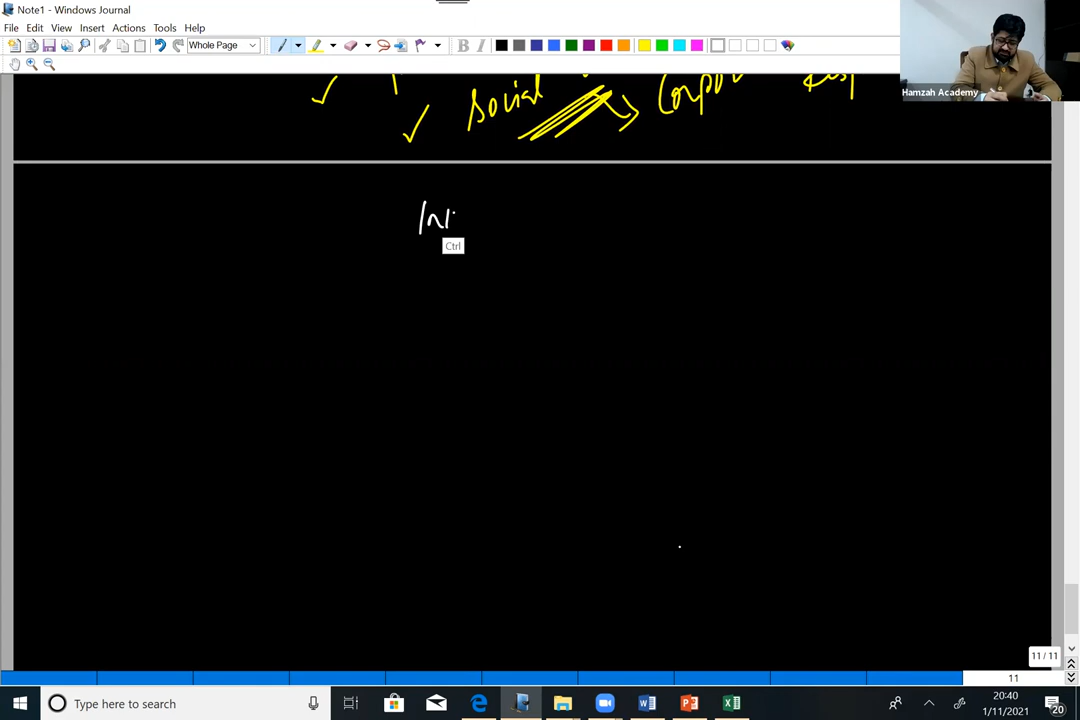 Note1 - Windows Journal
File Edit View Insert Actions Tools Help
Whole Page
B I
Hamzah Academy
Social
Ctrl
11 / 11
11
Type here to search
20:40
1/11/2021
20